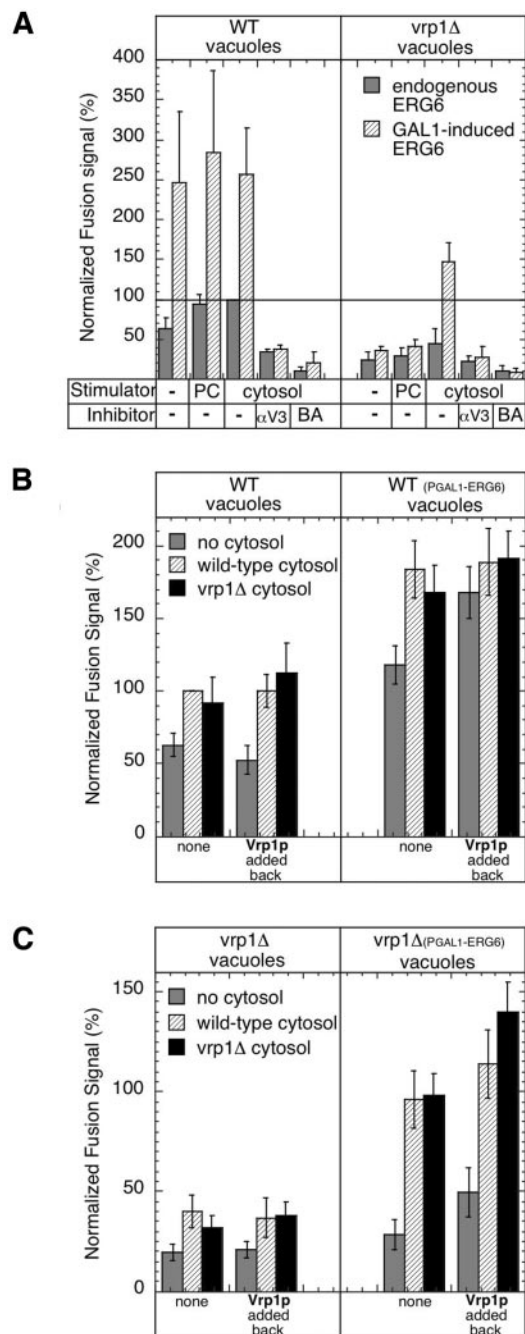 A
WT
vacuoles
vrp1Δ
vacuoles
Normalized Fusion signal (%)
400
350
300
250
200
150
100
50
endogenous
ERG6
GAL1-induced
ERG6
Stimulator - PC cytosol - PC cytosol
Inhibitor - - - αV3 BA - - - αV3 BA
B
WT
vacuoles
WT (PGAL1-ERG6)
vacuoles
Normalized Fusion Signal (%)
200
150
100
50
0
no cytosol
wild-type cytosol
vrp1Δ cytosol
none
Vrp1p
added
back
none
Vrp1p
added
back
C
vrp1Δ
vacuoles
vrp1Δ(PGAL1-ERG6)
vacuoles
Normalized Fusion Signal (%)
150
100
50
0
no cytosol
wild-type cytosol
vrp1Δ cytosol
none
Vrp1p
added
back
none
Vrp1p
added
back